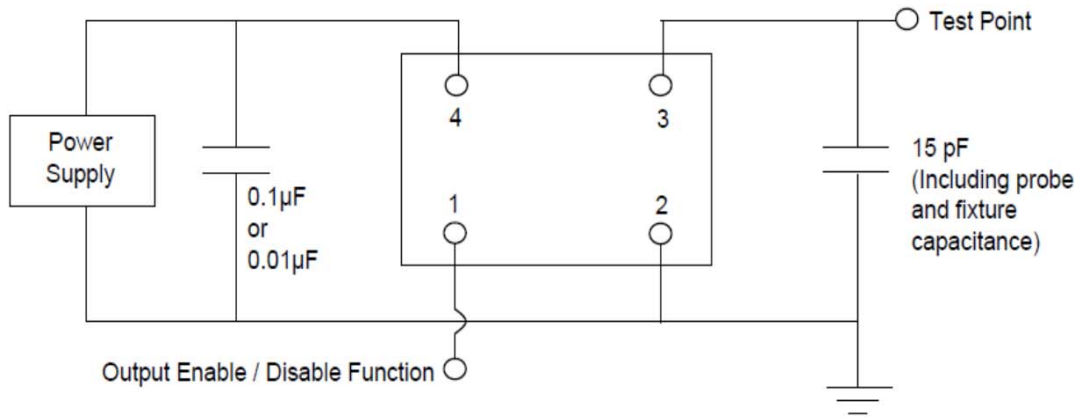 Test Point
4
3
Power
Supply
15 pF
(Including probe
and fixture
capacitance)
0.1µF
or
0.01µF
1
2
Output Enable / Disable Function